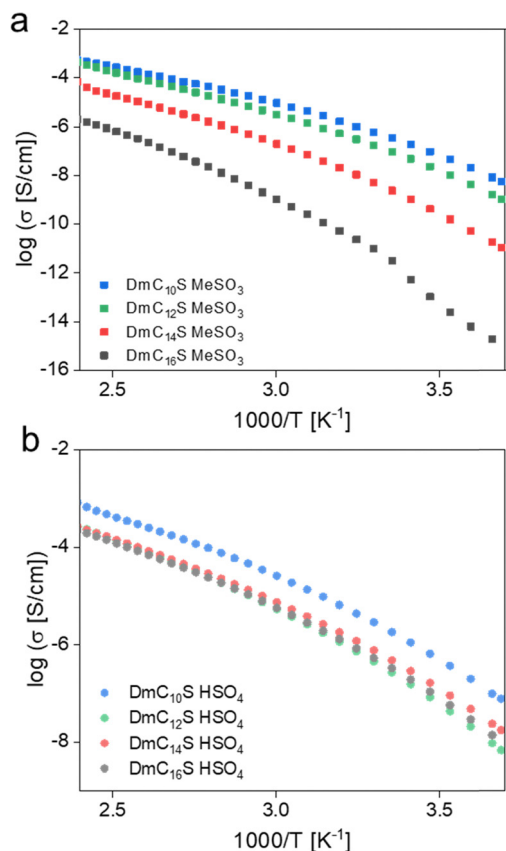 a
-2
-4
-6
-8
-10
-12
-14
-16
log (σ [S/cm])
DmC₁₀S MeSO₃
DmC₁₂S MeSO₃
DmC₁₄S MeSO₃
DmC₁₆S MeSO₃
2.5 3.0 3.5
1000/T [K⁻¹]
b
-2
-4
-6
-8
log (σ [S/cm])
DmC₁₀S HSO₄
DmC₁₂S HSO₄
DmC₁₄S HSO₄
DmC₁₆S HSO₄
2.5 3.0 3.5
1000/T [K⁻¹]